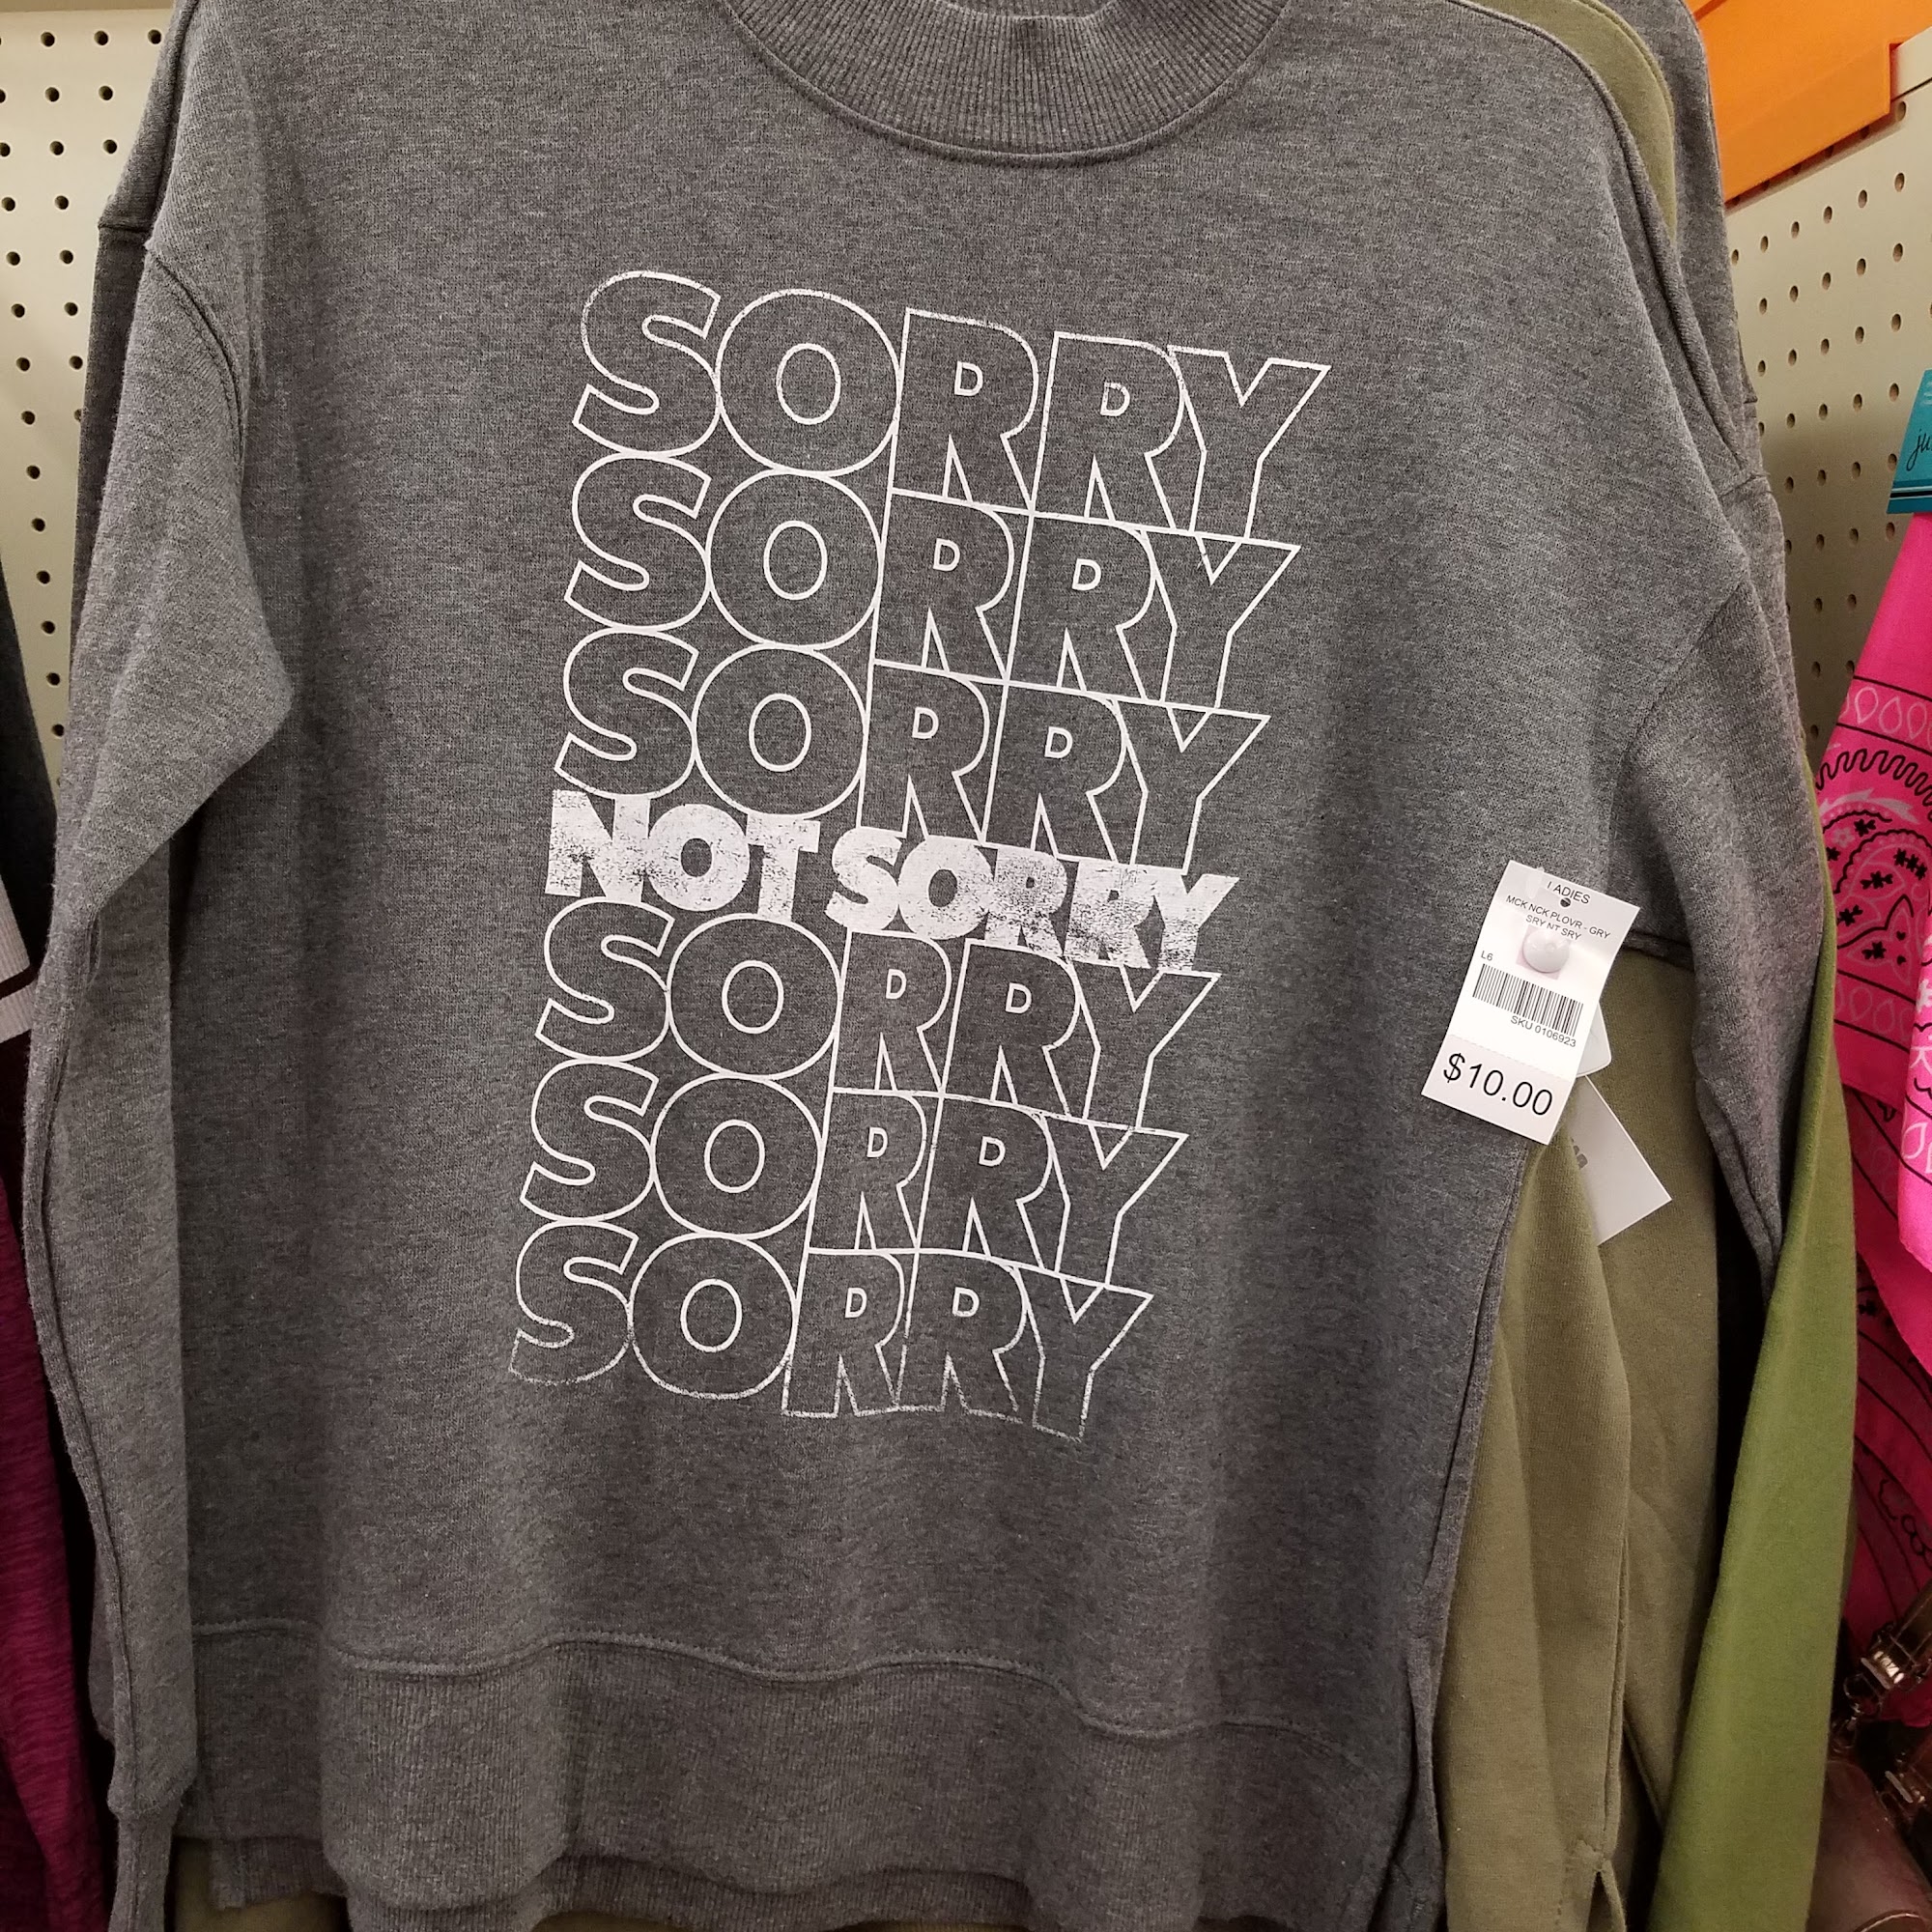 SORRY
SORRY
SORRY
NOT SORRY
SORRY
SORRY
SORRY
LADIES
MCK NCK PLOVR - GRY
SRY NT SRY
L6
SKU 0106923
$10.00